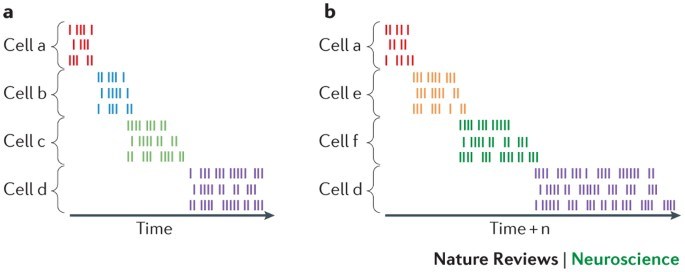 a
Cell a
Cell b
Cell c
Cell d
Time
b
Cell a
Cell e
Cell f
Cell d
Time + n
Nature Reviews | Neuroscience